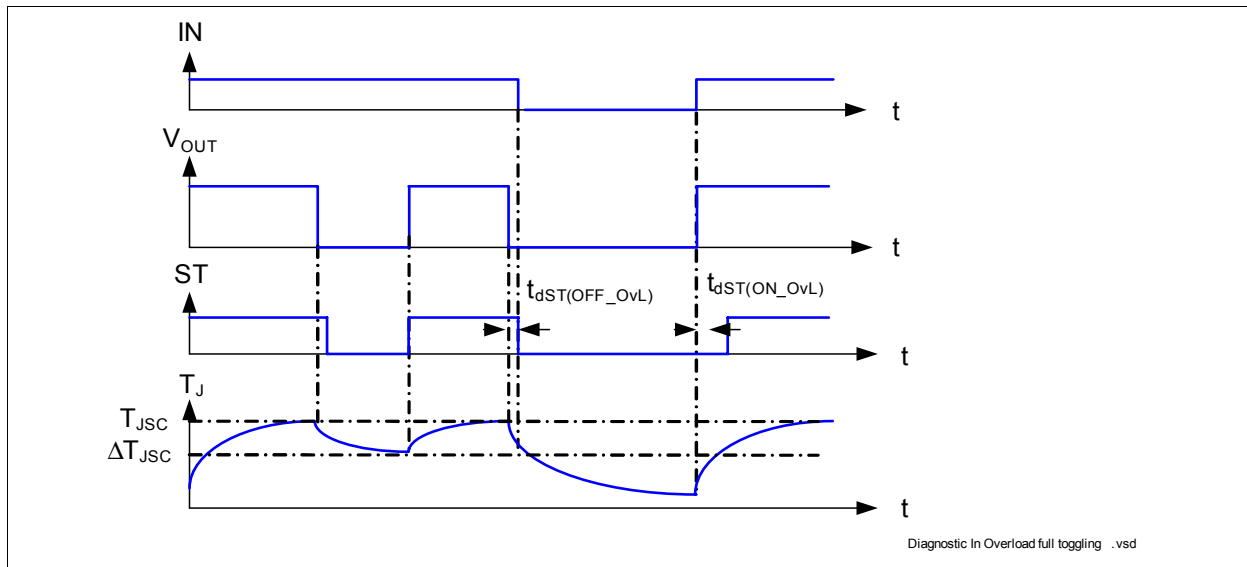 IN
t
V_OUT
t
ST
t_dST(OFF_OvL)
t_dST(ON_OvL)
t
T_J
T_JSC
ΔT_JSC
t
Diagnostic In Overload full toggling .vsd